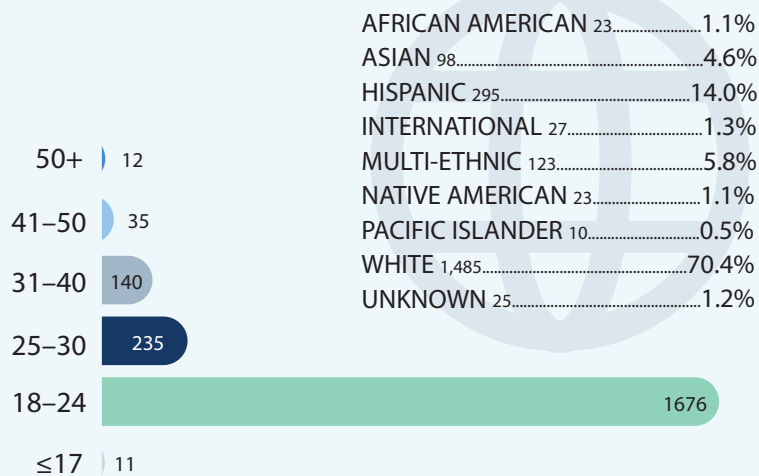 AFRICAN AMERICAN 23......................1.1%
ASIAN 98......................................................4.6%
HISPANIC 295.....................................14.0%
INTERNATIONAL 27..........................1.3%
MULTI-ETHNIC 123...........................5.8%
NATIVE AMERICAN 23.....................1.1%
PACIFIC ISLANDER 10......................0.5%
WHITE 1,485........................................70.4%
UNKNOWN 25.....................................1.2%
50+ 12
41–50 35
31–40 140
25–30 235
18–24 1676
≤17 11